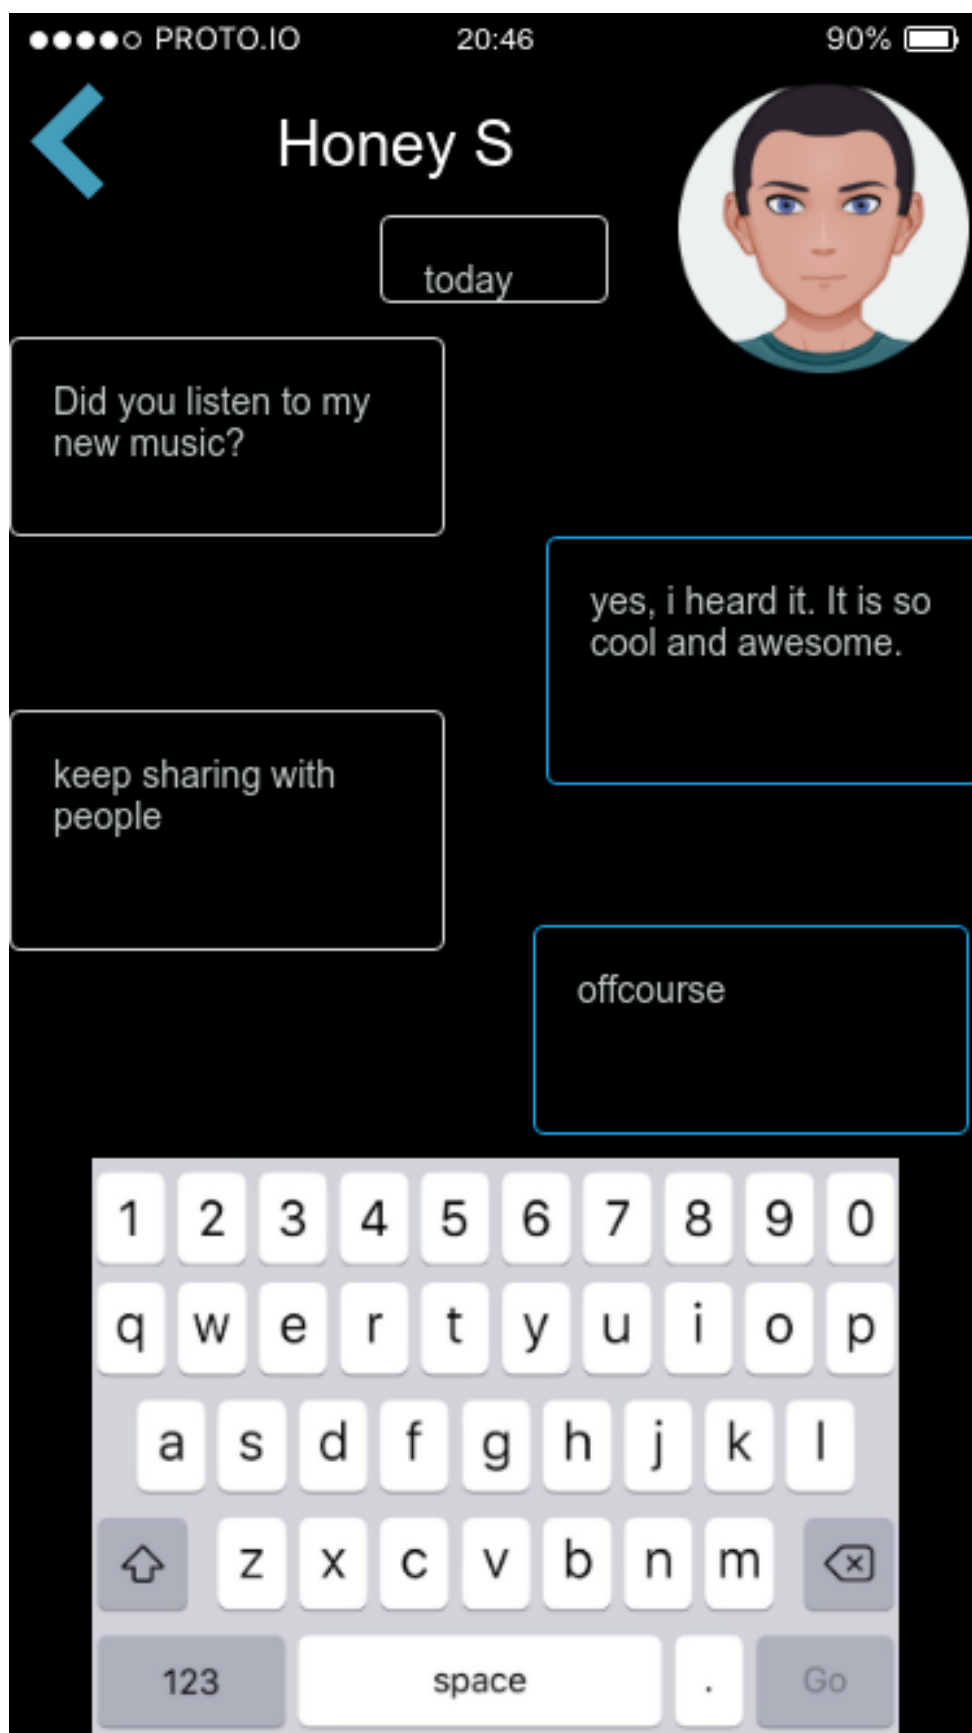 PROTO.IO 20:46 90%
Honey S
today
Did you listen to my
new music?
yes, i heard it. It is so
cool and awesome.
keep sharing with
people
offcourse
1 2 3 4 5 6 7 8 9 0
q w e r t y u i o p
a s d f g h j k l
z x c v b n m
123 space . Go